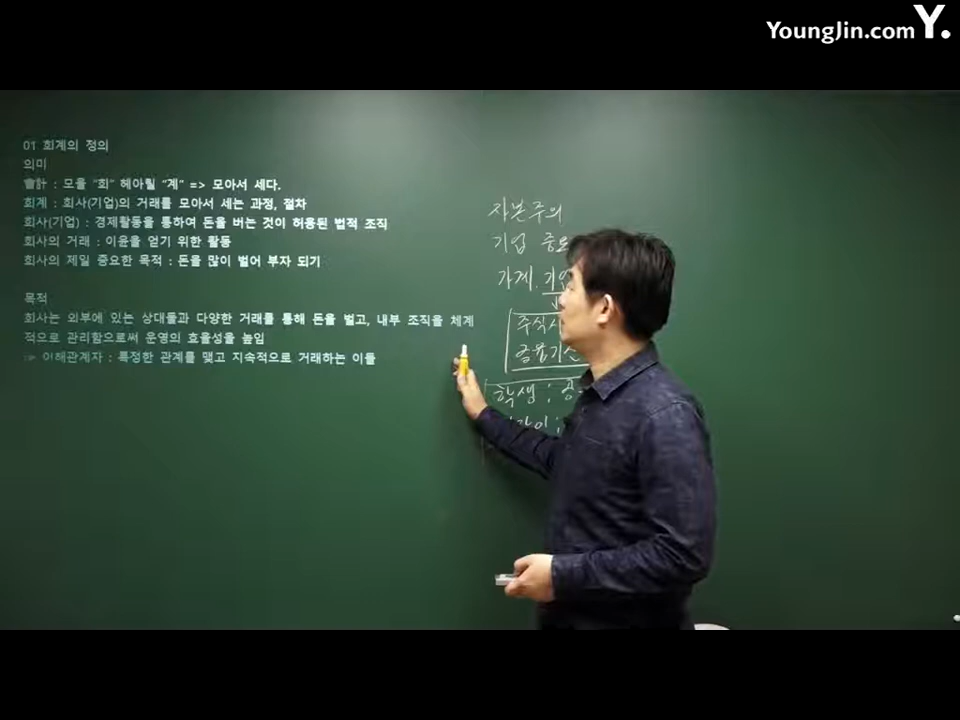 YoungJin.com Y.
01 회계의 정의
의미
會計 : 모을 "회" 헤아릴 "계" => 모아서 세다.
회계 : 회사(기업)의 거래를 모아서 세는 과정, 절차
회사(기업) : 경제활동을 통하여 돈을 버는 것이 허용된 법적 조직
회사의 거래 : 이윤을 얻기 위한 활동
회사의 제일 중요한 목적 : 돈을 많이 벌어 부자 되기
목적
회사는 외부에 있는 상대들과 다양한 거래를 통해 돈을 벌고, 내부 조직을 체계
적으로 관리함으로써 운영의 효율성을 높임
☞ 이해관계자 : 특정한 관계를 맺고 지속적으로 거래하는 이들
자본주의
기업 중요
가계. 기업
주식시
금융기
학생 ; 공